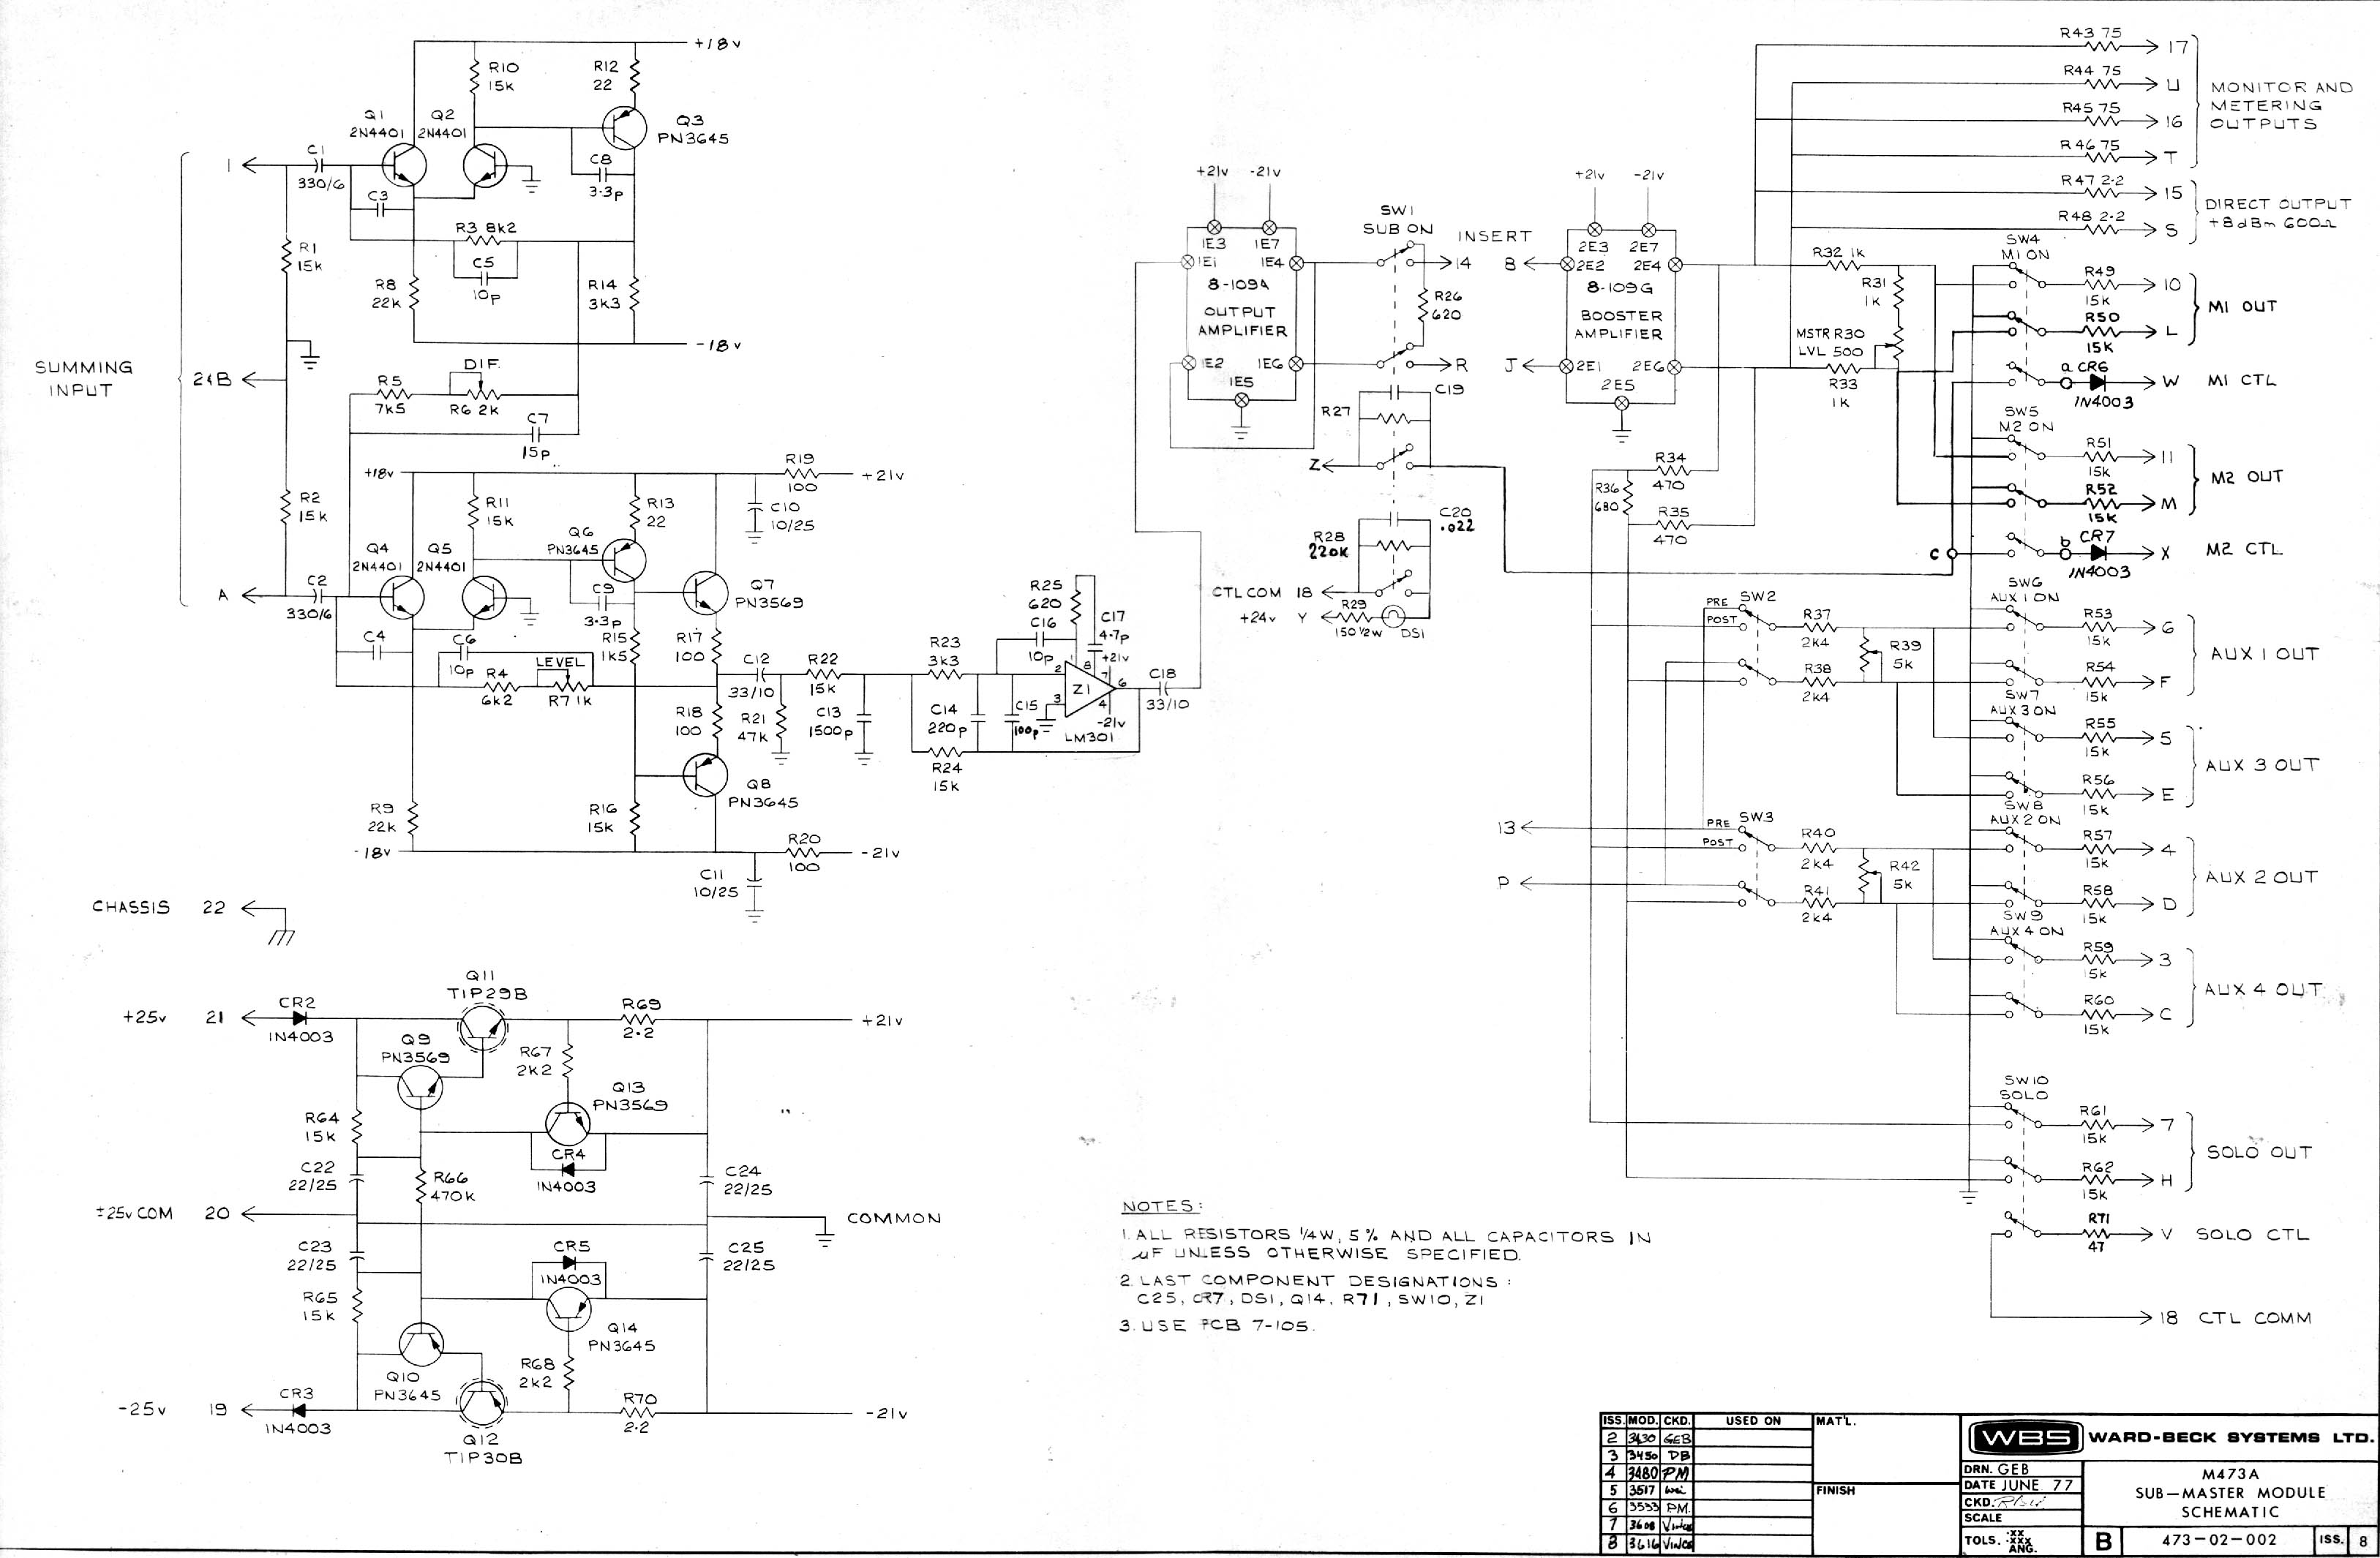 SUMMING
INPUT
1
2 & B
A
C1
330/6
R1
15k
R2
15k
C2
330/6
C3
Q1
2N4401
Q2
2N4401
R10
15k
R12
22
+18v
Q3
PN3645
C8
3.3p
R3 8k2
C5
10p
R8
22k
R14
3k3
-18v
DIF.
R5
7k5
R6 2K
C7
15p
+18v
R19
100
+21v
C10
10/25
R11
15k
R13
22
Q6
PN3645
Q4
2N4401
Q5
2N4401
C9
3.3p
Q7
PN3569
C4
C6
10p
R4
6k2
LEVEL
R7 1k
R15
1k5
R17
100
R18
100
C12
33/10
R21
47k
R22
15k
C13
1500p
R23
3k3
C14
220p
C15
100p
R24
15k
R25
620
C16
10p
C17
4.7p
+21v
1
8
2
7
3
Z1
6
4
-21v
LM301
C18
33/10
Q8
PN3645
R9
22k
R16
15k
-18v
R20
100
-21v
C11
10/25
CHASSIS 22
+25v 21
CR2
1N4003
Q11
TIP29B
Q9
PN3569
R69
2.2
+21v
R67
2k2
Q13
PN3569
R64
15k
CR4
1N4003
C22
22/25
R66
470K
C24
22/25
±25v COM 20
COMMON
C23
22/25
CR5
1N4003
C25
22/25
R65
15k
Q14
PN3645
Q10
PN3645
R68
2k2
R70
2.2
-25v 19
CR3
1N4003
Q12
TIP30B
-21v
+21v -21v
1E3 1E7
1E1 1E4
8-109A
OUTPUT
AMPLIFIER
1E2 1E6
1E5
SW1
SUB ON
INSERT
14
R26
620
R
C19
R27
Z
C20
.022
R28
220K
CTL COM 18
+24v Y
R29
150 1/2W
DS1
+21v -21v
8
J
2E3 2E7
2E2 2E4
8-109G
BOOSTER
AMPLIFIER
2E1 2E6
2E5
R34
470
R36
680
R35
470
R32 1k
R31
1k
MSTR R30
LVL 500
R33
1k
R43 75
17
R44 75
U
R45 75
16
R46 75
T
MONITOR AND
METERING
OUTPUTS
R47 2.2
15
R48 2.2
S
DIRECT OUTPUT
+8dBm 600Ω
SW4
M1 ON
R49
15k
10
R50
15K
L
M1 OUT
a CR6
1N4003
W M1 CTL
SW5
M2 ON
R51
15k
11
R52
15K
M
M2 OUT
C
b CR7
1N4003
X M2 CTL
PRE
POST
SW2
R37
2k4
R38
2k4
R39
5k
SW6
AUX 1 ON
R53
15k
6
R54
15k
F
AUX 1 OUT
SW7
AUX 3 ON
R55
15k
5
R56
15k
E
AUX 3 OUT
13
P
PRE
POST
SW3
R40
2k4
R41
2k4
R42
5k
SW8
AUX 2 ON
R57
15k
4
R58
15k
D
AUX 2 OUT
SW9
AUX 4 ON
R59
15k
3
R60
15k
C
AUX 4 OUT
SW10
SOLO
R61
15k
7
R62
15k
H
SOLO OUT
R71
47
V SOLO CTL
18 CTL COMM
NOTES:
1. ALL RESISTORS 1/4W, 5% AND ALL CAPACITORS IN
µF UNLESS OTHERWISE SPECIFIED.
2. LAST COMPONENT DESIGNATIONS:
C25, CR7, DS1, Q14, R71, SW10, Z1
3. USE PCB 7-105.
ISS. MOD. CKD. USED ON MAT'L.
2 3430 GEB
3 3450 DB
4 3480 PM
5 3517
6 3533 P.M.
7 3608 Vince
8 3616 VINCE
FINISH
WBS WARD-BECK SYSTEMS LTD.
DRN. GEB
DATE JUNE 77
CKD.
SCALE
TOLS. .XX
.XXX
ANG.
M473A
SUB-MASTER MODULE
SCHEMATIC
B 473-02-002 ISS. 8